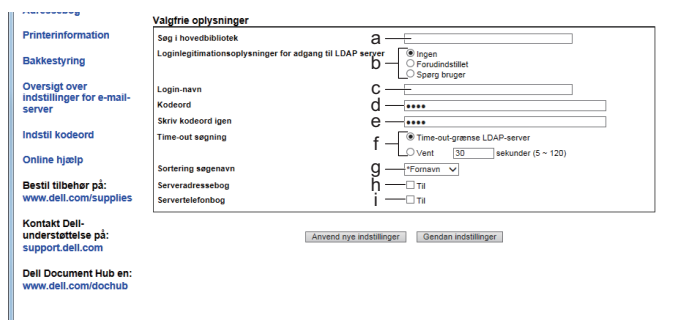 Adressebog
Printerinformation
Bakkestyring
Oversigt over
indstillinger for e-mail-
server
Indstil kodeord
Online hjælp
Bestil tilbehør på:
www.dell.com/supplies
Kontakt Dell-
understøttelse på:
support.dell.com
Dell Document Hub en:
www.dell.com/dochub
Valgfrie oplysninger
Søg i hovedbibliotek a
Loginlegitimationsoplysninger for adgang til LDAP server b Ingen
Forudindstillet
Spørg bruger
Login-navn c
Kodeord d ••••
Skriv kodeord igen e ••••
Time-out søgning f Time-out-grænse LDAP-server
Vent 30 sekunder (5 ~ 120)
Sortering søgenavn g *Fornavn
Serveradressebog h Til
Servertelefonbog i Til
Anvend nye indstillinger Gendan indstillinger